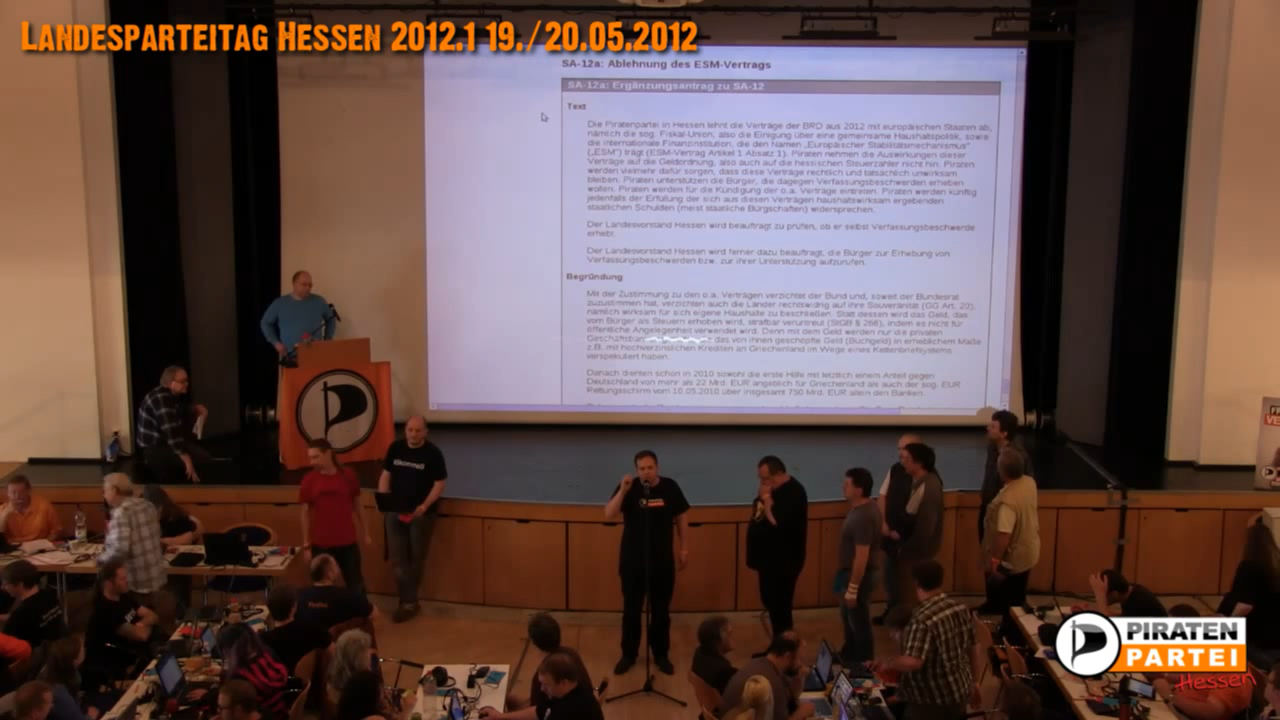 LANDESPARTEITAG HESSEN 2012.1 19./20.05.2012
SA-12a: Ablehnung des ESM-Vertrags
SA-12a: Ergänzungsantrag zu SA-12
Text
Die Piratenpartei in Hessen lehnt die Verträge der BRD aus 2012 mit europäischen Staaten ab,
nämlich die sog. Fiskal-Union, also die Einigung über eine gemeinsame Haushaltspolitik, sowie
die internationale Finanzinstitution, die den Namen „Europäischer Stabilitätsmechanismus"
(„ESM") trägt (ESM-Vertrag Artikel 1 Absatz 1). Piraten nehmen die Auswirkungen dieser
Verträge auf die Geldordnung, also auch auf die hessischen Steuerzahler nicht hin. Piraten
werden vielmehr dafür sorgen, dass diese Verträge rechtlich und tatsächlich unwirksam
bleiben. Piraten unterstützen die Bürger, die dagegen Verfassungsbeschwerden erheben
wollen. Piraten werden für die Kündigung der o.a. Verträge eintreten. Piraten werden künftig
jedenfalls der Erfüllung der sich aus diesen Verträgen haushaltswirksam ergebenden
staatlichen Schulden (meist staatliche Bürgschaften) widersprechen.
Der Landesvorstand Hessen wird beauftragt zu prüfen, ob er selbst Verfassungsbeschwerde
erhebt.
Der Landesvorstand Hessen wird ferner dazu beauftragt, die Bürger zur Erhebung von
Verfassungsbeschwerden bzw. zur ihrer Unterstützung aufzurufen.
Begründung
Mit der Zustimmung zu den o.a. Verträgen verzichtet der Bund und, soweit der Bundesrat
zuzustimmen hat, verzichten auch die Länder rechtswidrig auf ihre Souveränität (GG Art. 20),
nämlich wirksam für sich eigene Haushalte zu beschließen. Statt dessen wird das Geld, das
vom Bürger als Steuern erhoben wird, strafbar veruntreut (StGB § 266), indem es nicht für
öffentliche Angelegenheit verwendet wird. Denn mit dem Geld werden nur die privaten
das von ihnen geschöpfte Geld (Buchgeld) in erheblichem Maße
z.B. mit hochverzinslichen Krediten an Griechenland im Wege eines Kettenbriefsystems
verspekuliert haben.
Danach dienten schon in 2010 sowohl die erste Hilfe mit letztlich einem Anteil gegen
Deutschland von mehr als 22 Mrd. EUR angeblich für Griechenland als auch der sog. EUR
Rettungsschirm vom 10.05.2010 über insgesamt 750 Mrd. EUR allein den Banken.
PIRATEN
PARTEI
Hessen